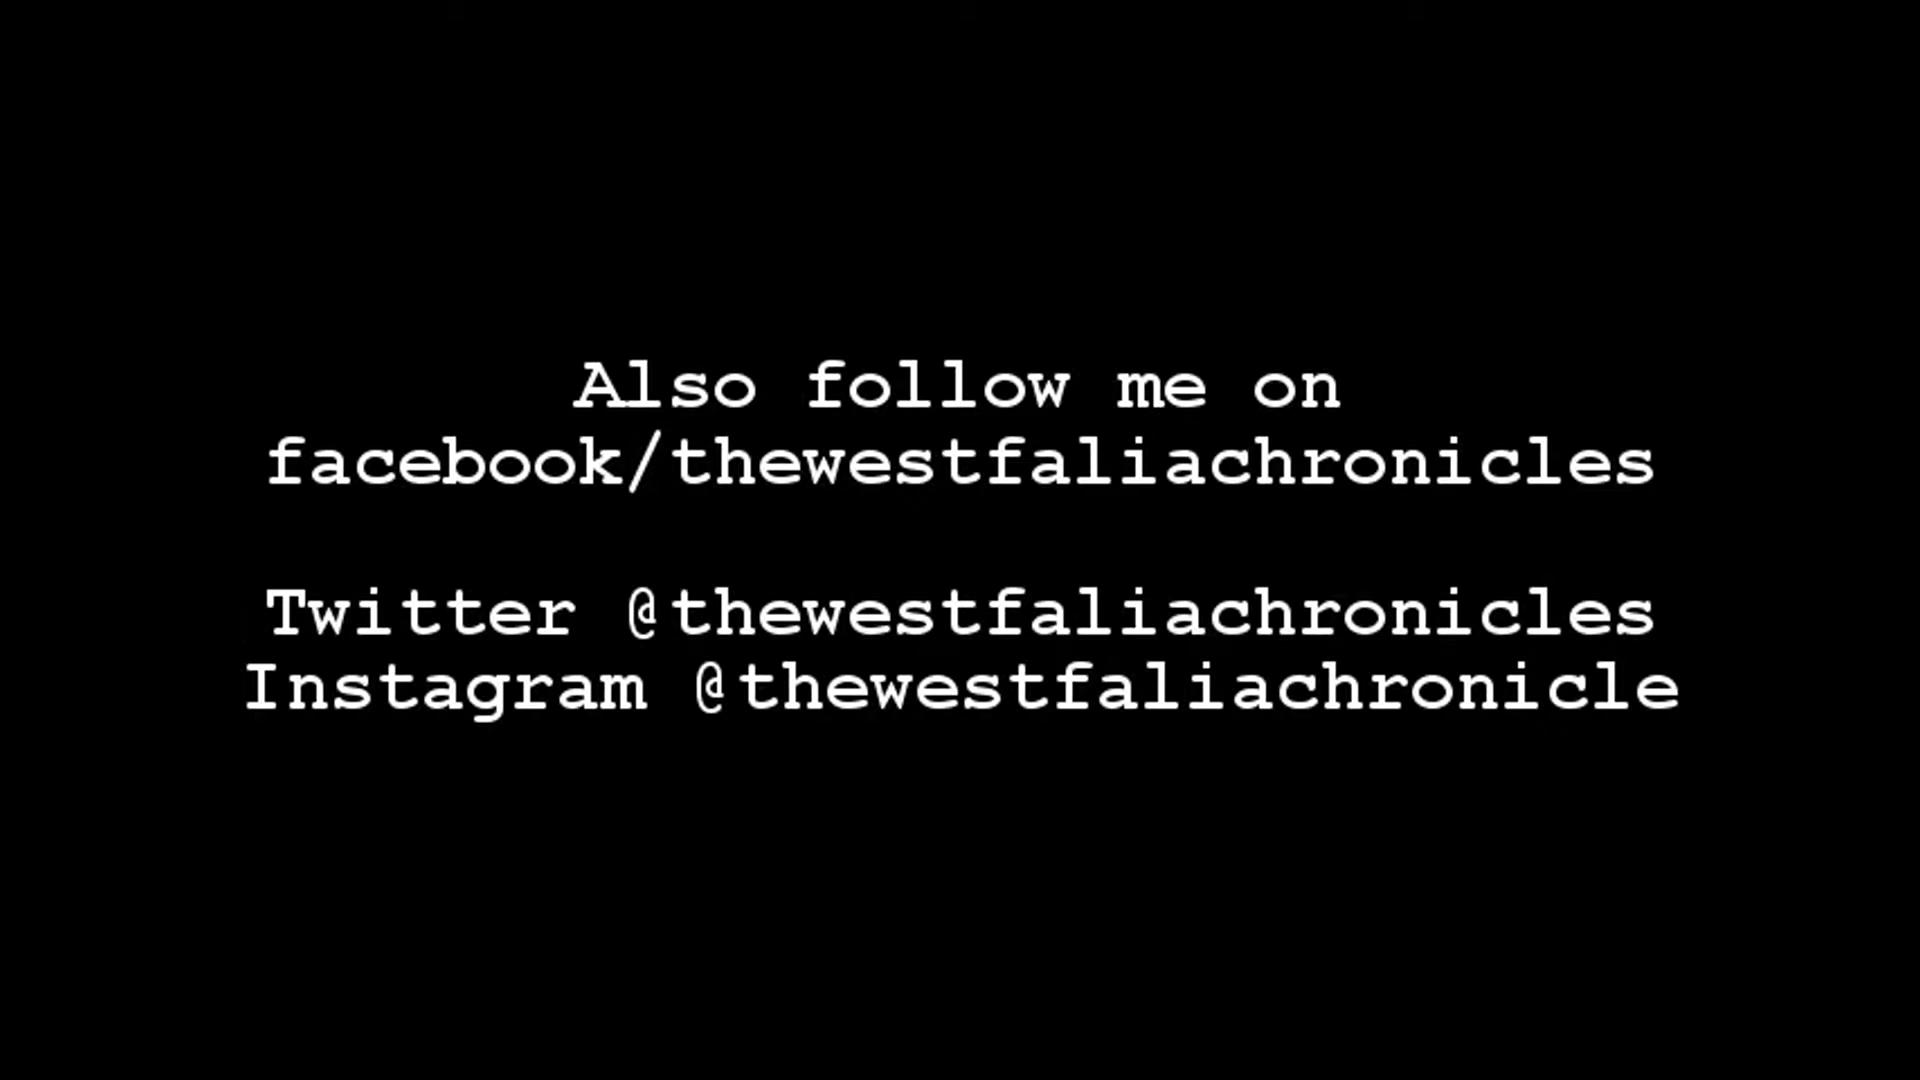 Also follow me on
facebook/thewestfaliachronicles
Twitter @thewestfaliachronicles
Instagram @thewestfaliachronicle